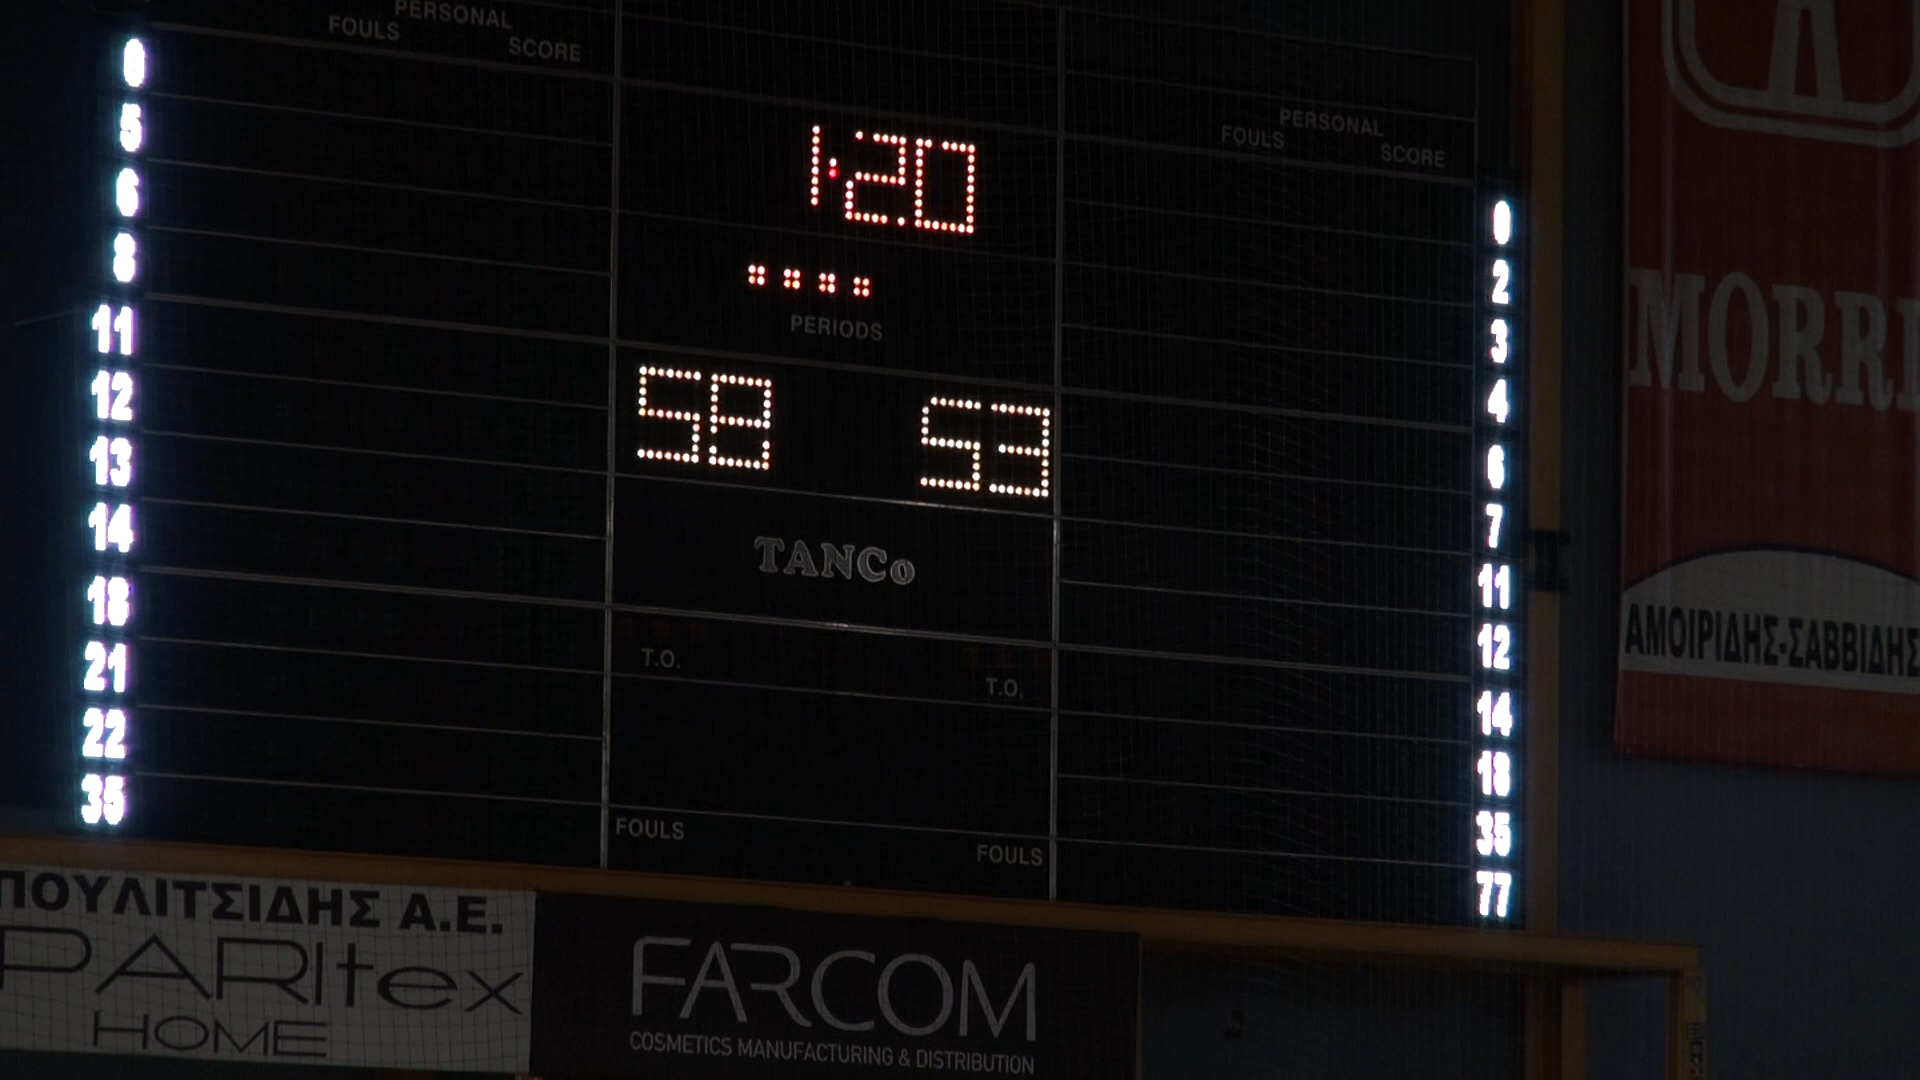 PERSONAL
FOULS SCORE
0
5
6
8
11
12
13
14
18
21
22
35
1:20
PERIODS
58 53
TANCo
T.O. T.O.
FOULS FOULS
PERSONAL
FOULS SCORE
0
2
3
4
6
7
11
12
14
18
35
77
MORRI
ΑΜΟΙΡΙΔΗΣ-ΣΑΒΒΙΔΗΣ
ΠΟΥΛΙΤΣΙΔΗΣ Α.Ε.
PARItex
HOME
FARCOM
COSMETICS MANUFACTURING & DISTRIBUTION